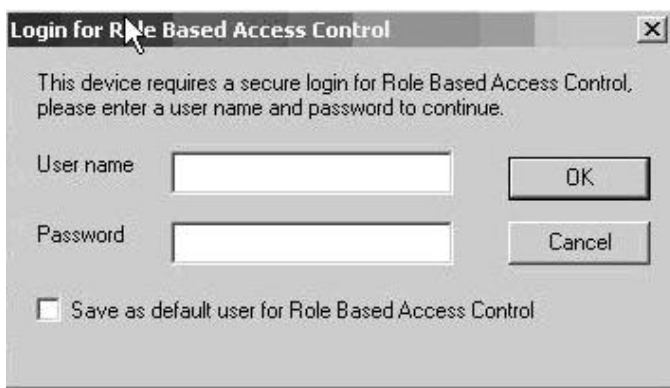 Login for Role Based Access Control
This device requires a secure login for Role Based Access Control,
please enter a user name and password to continue.
User name
OK
Password
Cancel
Save as default user for Role Based Access Control